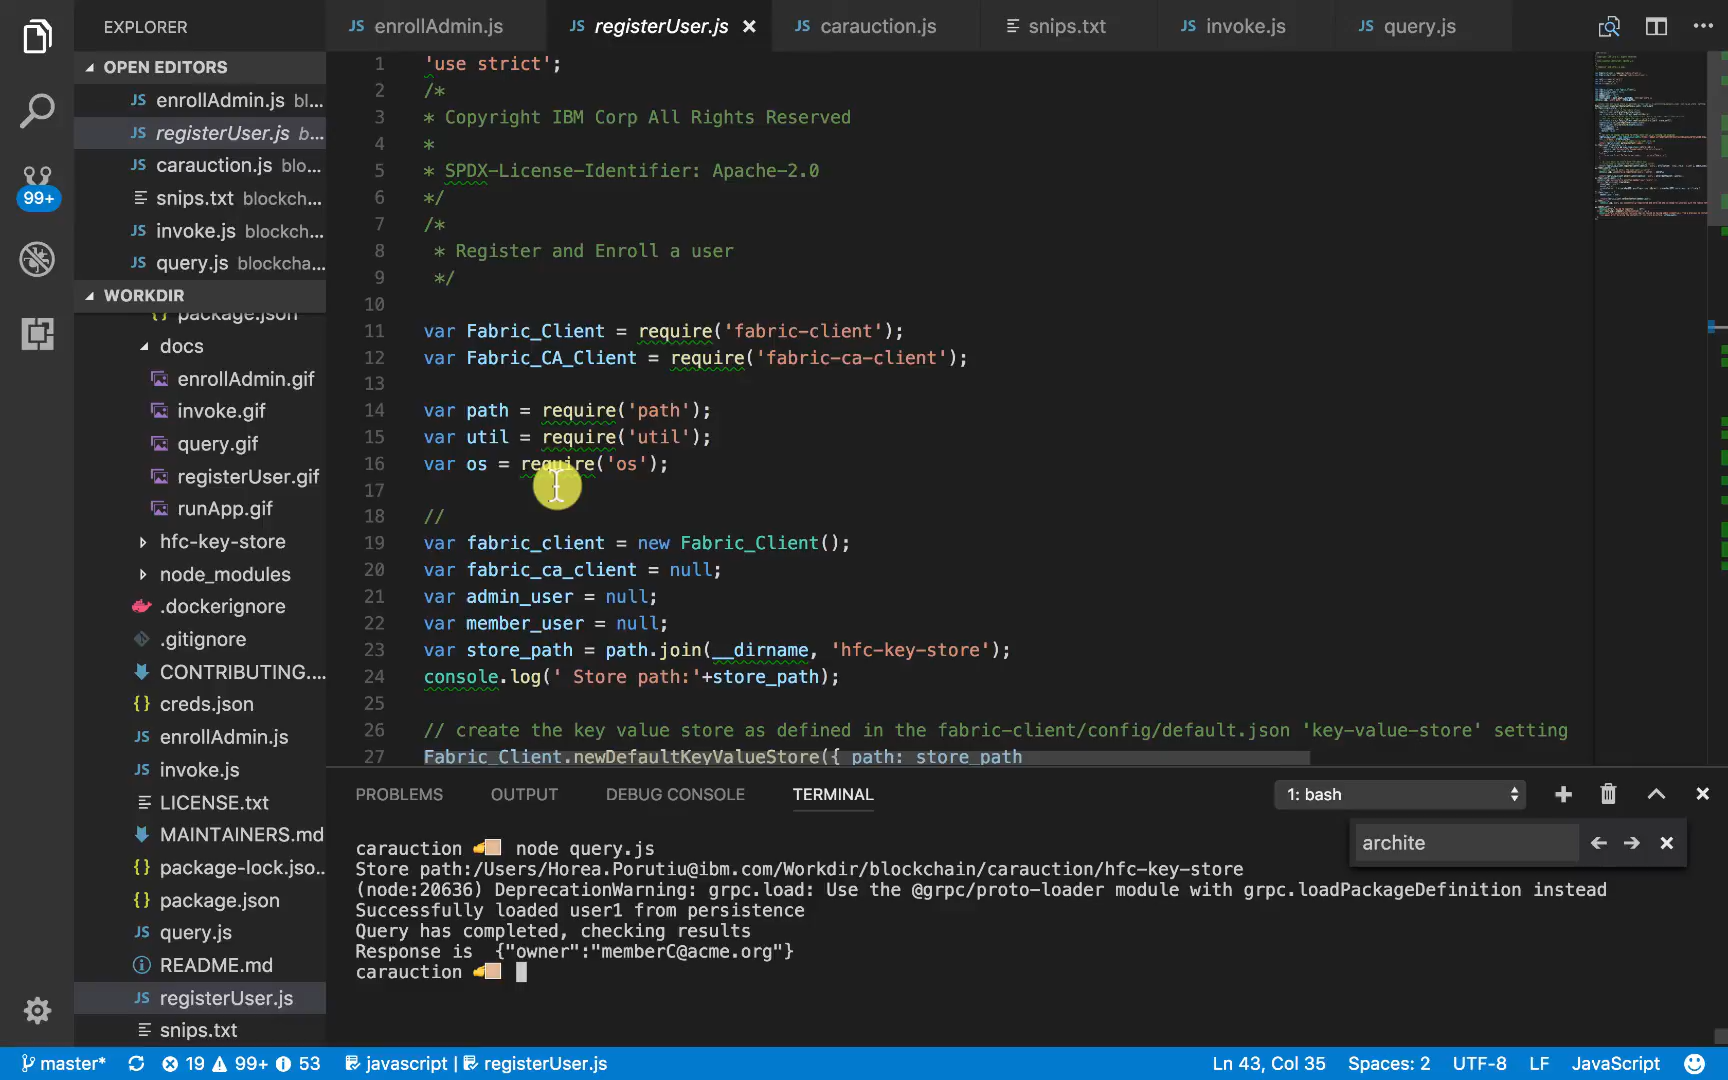 EXPLORER
OPEN EDITORS
JS enrollAdmin.js bl...
JS registerUser.js b...
JS carauction.js blo...
snips.txt blockch...
JS invoke.js blockch...
JS query.js blockcha...
WORKDIR
{} package.json
docs
enrollAdmin.gif
invoke.gif
query.gif
registerUser.gif
runApp.gif
hfc-key-store
node_modules
.dockerignore
.gitignore
CONTRIBUTING....
{} creds.json
JS enrollAdmin.js
JS invoke.js
LICENSE.txt
MAINTAINERS.md
{} package-lock.jso...
{} package.json
JS query.js
README.md
JS registerUser.js
snips.txt
99+
JS enrollAdmin.js
JS registerUser.js
JS carauction.js
snips.txt
JS invoke.js
JS query.js
1 'use strict';
2 /*
3 * Copyright IBM Corp All Rights Reserved
4 *
5 * SPDX-License-Identifier: Apache-2.0
6 */
7 /*
8 * Register and Enroll a user
9 */
10
11 var Fabric_Client = require('fabric-client');
12 var Fabric_CA_Client = require('fabric-ca-client');
13
14 var path = require('path');
15 var util = require('util');
16 var os = require('os');
17
18 //
19 var fabric_client = new Fabric_Client();
20 var fabric_ca_client = null;
21 var admin_user = null;
22 var member_user = null;
23 var store_path = path.join(__dirname, 'hfc-key-store');
24 console.log(' Store path:'+store_path);
25
26 // create the key value store as defined in the fabric-client/config/default.json 'key-value-store' setting
27 Fabric_Client.newDefaultKeyValueStore({ path: store_path
PROBLEMS OUTPUT DEBUG CONSOLE TERMINAL
1: bash
archite
carauction node query.js
Store path:/Users/Horea.Porutiu@ibm.com/Workdir/blockchain/carauction/hfc-key-store
(node:20636) DeprecationWarning: grpc.load: Use the @grpc/proto-loader module with grpc.loadPackageDefinition instead
Successfully loaded user1 from persistence
Query has completed, checking results
Response is {"owner":"memberC@acme.org"}
carauction
master* 19 99+ 53 javascript | registerUser.js
Ln 43, Col 35 Spaces: 2 UTF-8 LF JavaScript